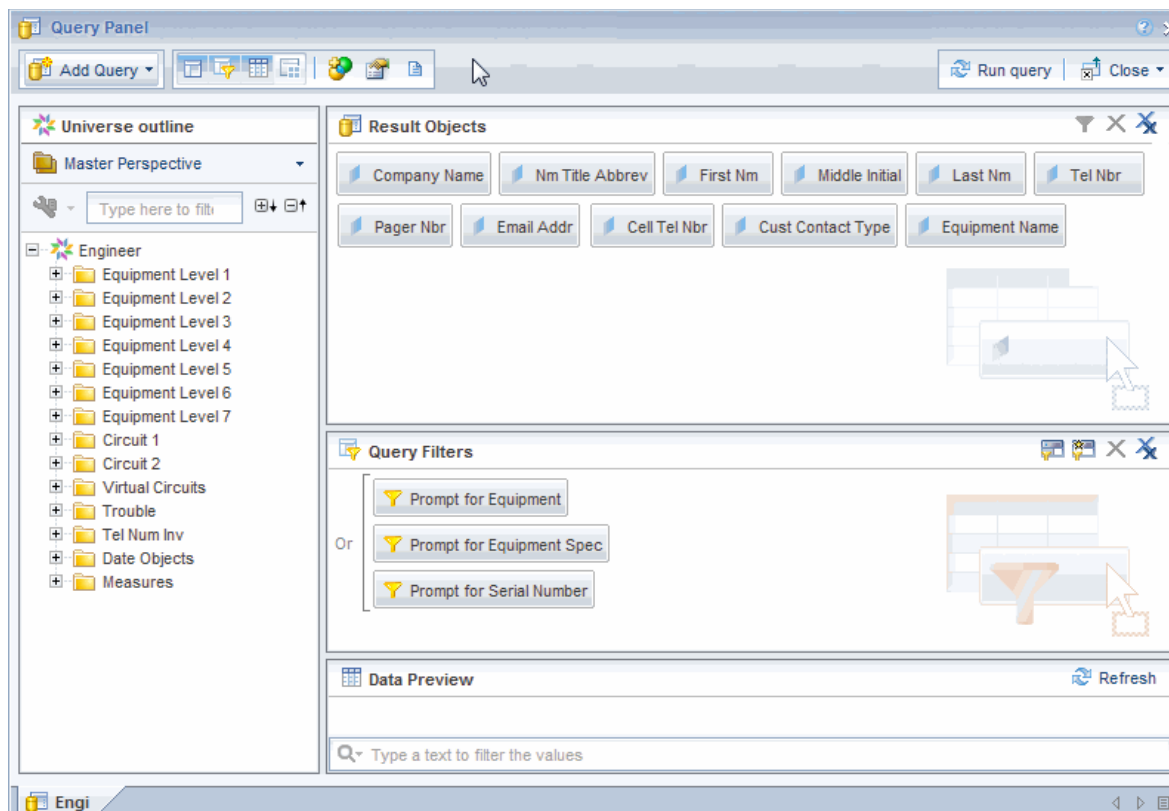 Query Panel
Add Query
Run query
Close
Universe outline
Master Perspective
Type here to filt
Engineer
Equipment Level 1
Equipment Level 2
Equipment Level 3
Equipment Level 4
Equipment Level 5
Equipment Level 6
Equipment Level 7
Circuit 1
Circuit 2
Virtual Circuits
Trouble
Tel Num Inv
Date Objects
Measures
Result Objects
Company Name Nm Title Abbrev First Nm Middle Initial Last Nm Tel Nbr
Pager Nbr Email Addr Cell Tel Nbr Cust Contact Type Equipment Name
Query Filters
Or
Prompt for Equipment
Prompt for Equipment Spec
Prompt for Serial Number
Data Preview
Refresh
Type a text to filter the values
Engi